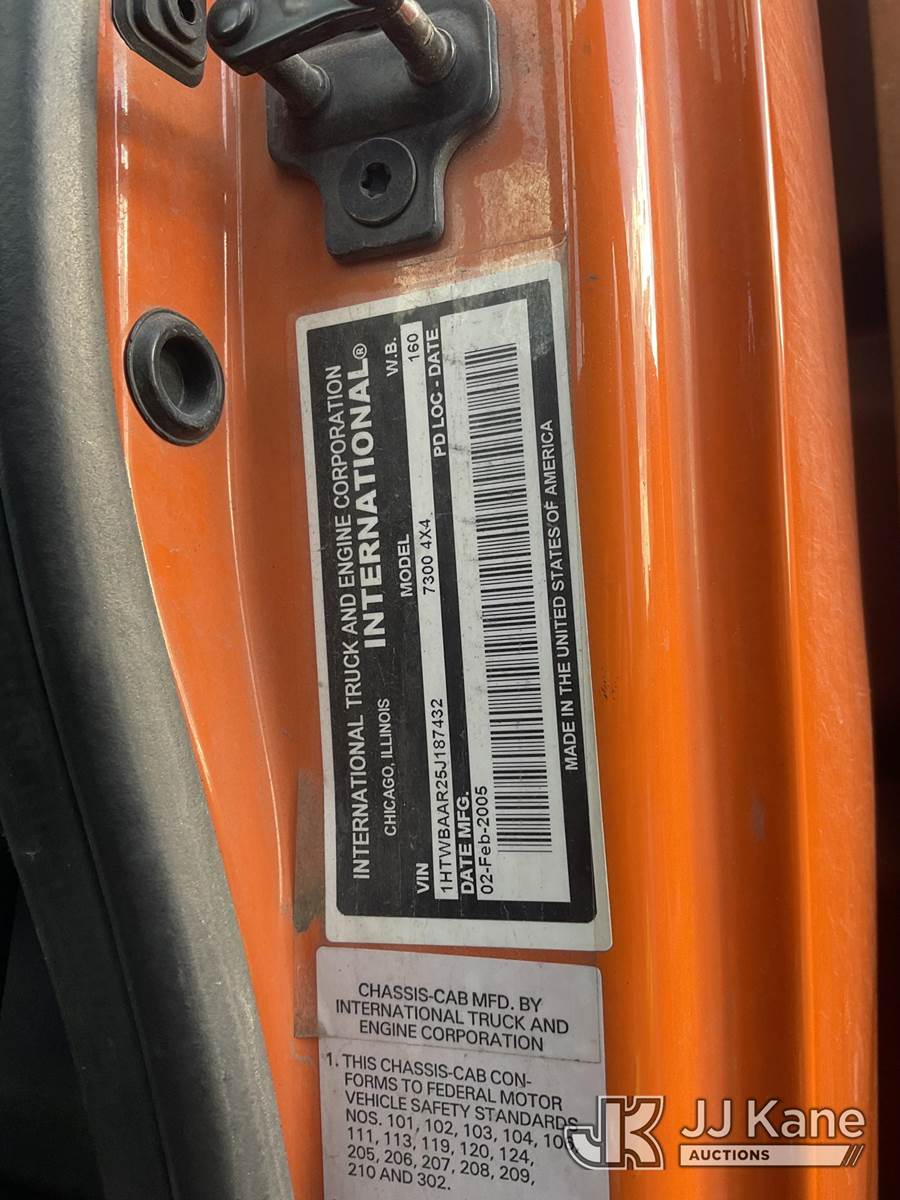 INTERNATIONAL TRUCK AND ENGINE CORPORATION
CHICAGO, ILLINOIS INTERNATIONAL®
VIN MODEL W.B.
1HTWBAAR25J187432 7300 4X4 160
DATE MFG. PD LOC - DATE
02-Feb-2005
MADE IN THE UNITED STATES OF AMERICA
CHASSIS-CAB MFD. BY
INTERNATIONAL TRUCK AND
ENGINE CORPORATION
1. THIS CHASSIS-CAB CON-
FORMS TO FEDERAL MOTOR
VEHICLE SAFETY STANDARDS
NOS. 101, 102, 103, 104,
111, 113, 119, 120, 124,
205, 206, 207, 208, 209,
210 AND 302.
JK JJ Kane
AUCTIONS